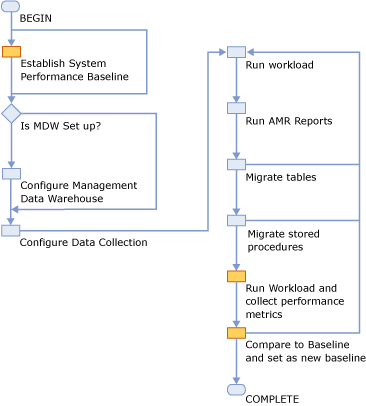 BEGIN
Establish System
Performance Baseline
Is MDW Set up?
Configure Management
Data Warehouse
Configure Data Collection
Run workload
Run AMR Reports
Migrate tables
Migrate stored
procedures
Run Workload and
collect performance
metrics
Compare to Baseline
and set as new baseline
COMPLETE